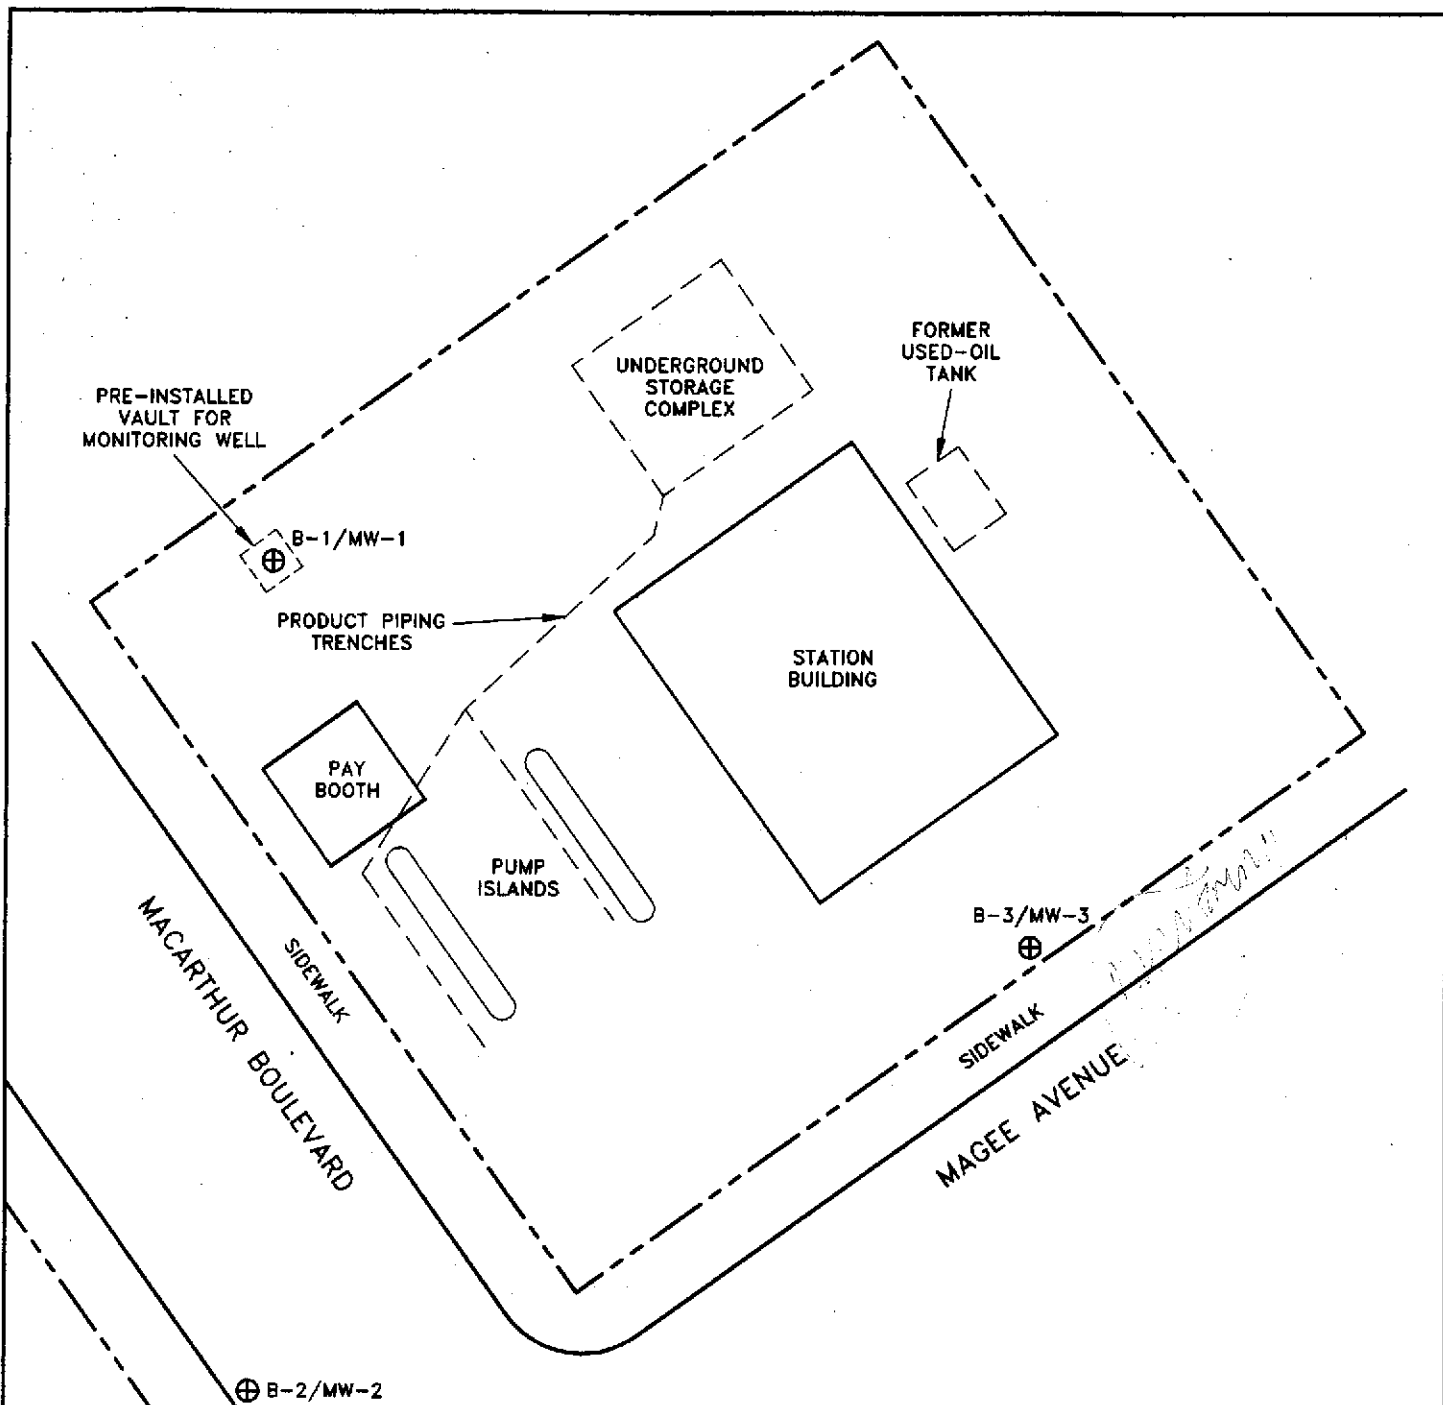 FORMER
USED-OIL
TANK
UNDERGROUND
STORAGE
COMPLEX
PRE-INSTALLED
VAULT FOR
MONITORING WELL
B-1/MW-1
PRODUCT PIPING
TRENCHES
STATION
BUILDING
PAY
BOOTH
PUMP
ISLANDS
B-3/MW-3
SIDEWALK
SIDEWALK
MACARTHUR BOULEVARD
MAGEE AVENUE
B-2/MW-2